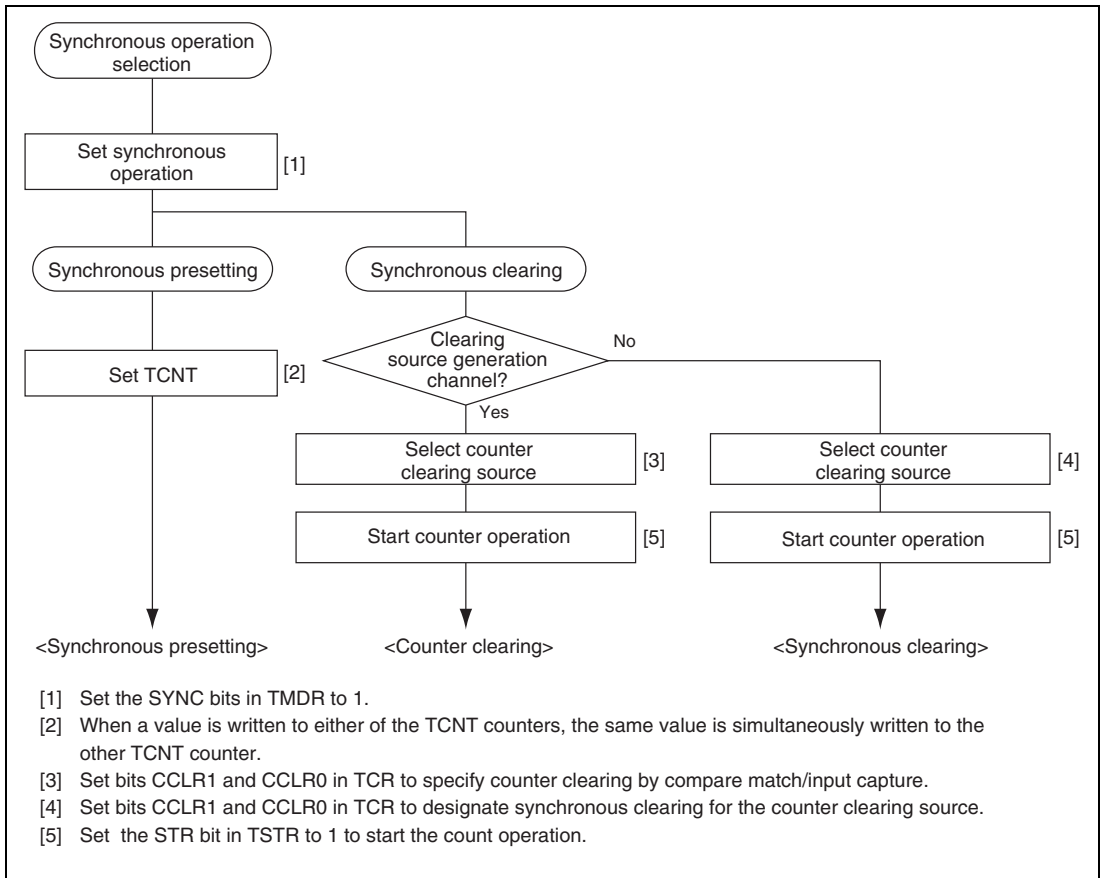 Synchronous operation
selection
Set synchronous
operation
[1]
Synchronous presetting
Synchronous clearing
Set TCNT
[2]
Clearing
source generation
channel?
No
Yes
Select counter
clearing source
[3]
Select counter
clearing source
[4]
Start counter operation
[5]
Start counter operation
[5]
<Synchronous presetting>
<Counter clearing>
<Synchronous clearing>
[1] Set the SYNC bits in TMDR to 1.
[2] When a value is written to either of the TCNT counters, the same value is simultaneously written to the
other TCNT counter.
[3] Set bits CCLR1 and CCLR0 in TCR to specify counter clearing by compare match/input capture.
[4] Set bits CCLR1 and CCLR0 in TCR to designate synchronous clearing for the counter clearing source.
[5] Set the STR bit in TSTR to 1 to start the count operation.